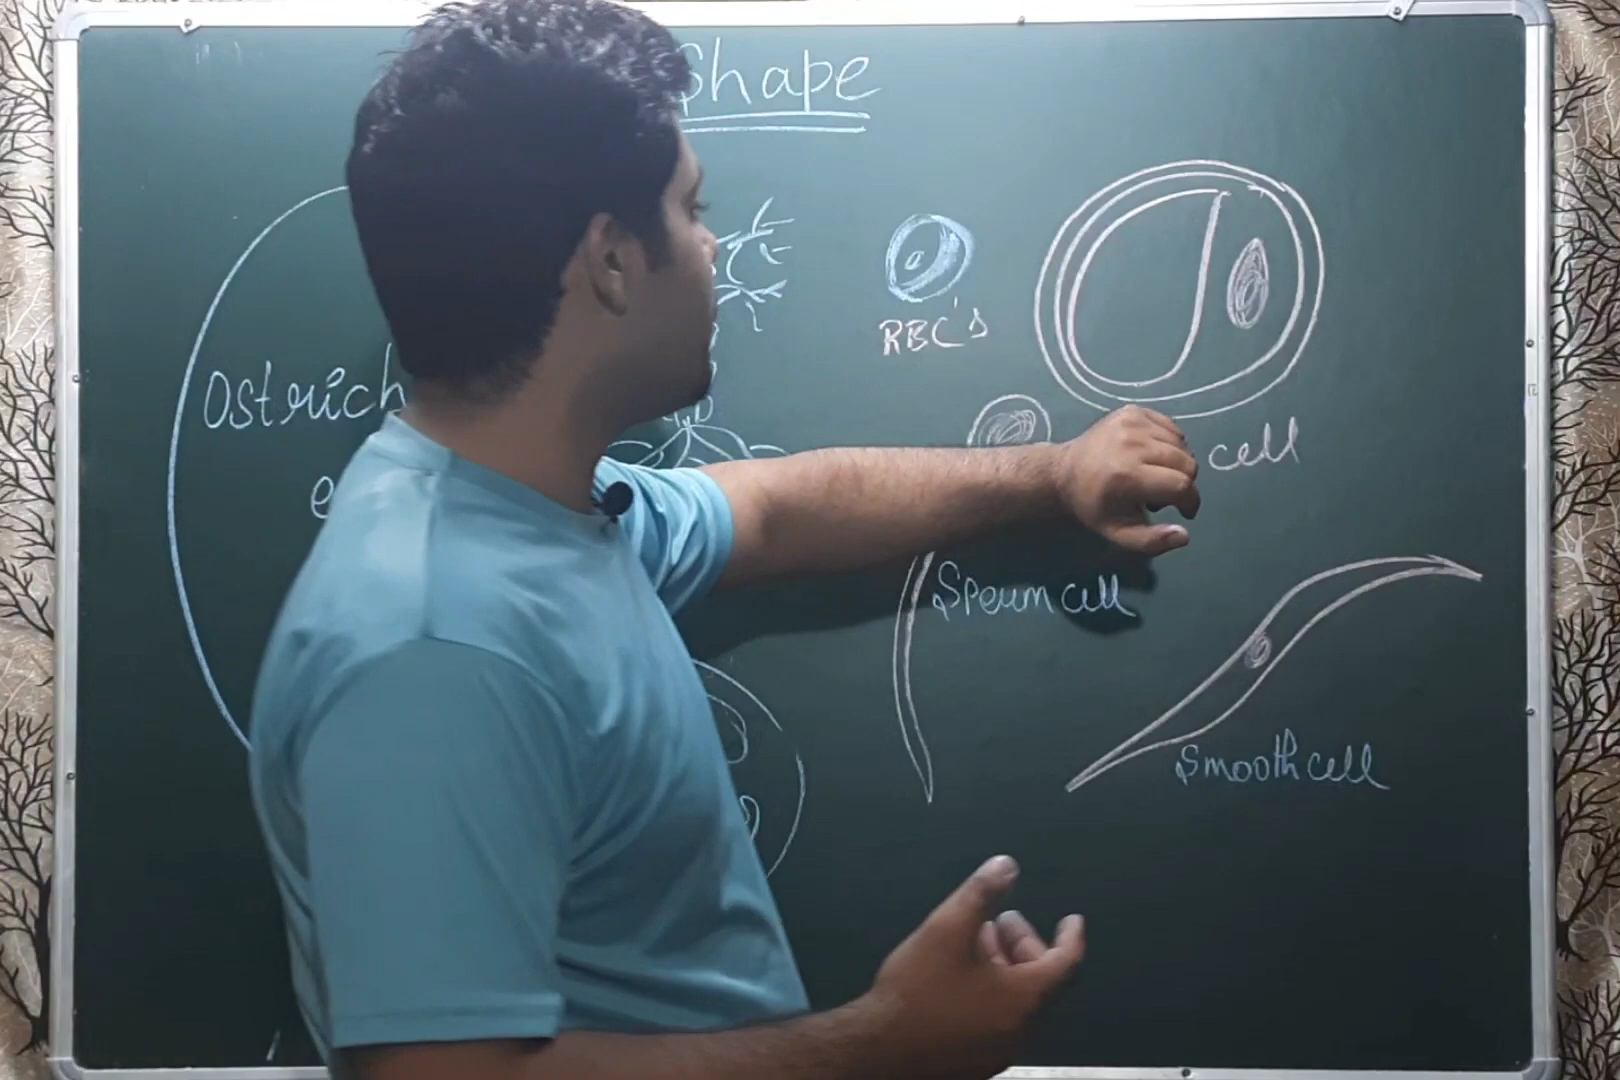 Shape
RBC's
Ostrich
cell
Sperm cell
Smooth cell